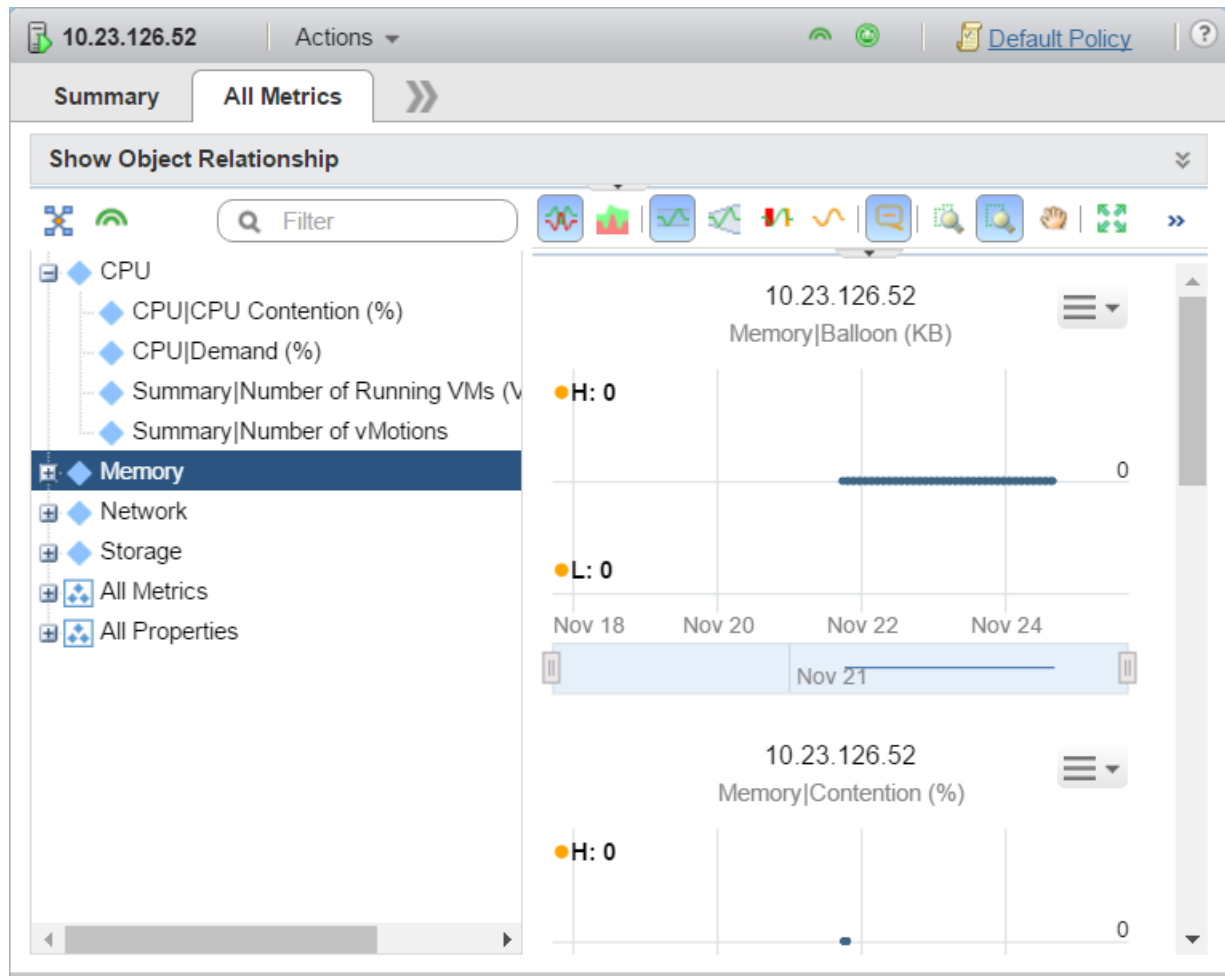 10.23.126.52 Actions Default Policy ?
Summary All Metrics
Show Object Relationship
Filter
CPU
CPU|CPU Contention (%)
CPU|Demand (%)
Summary|Number of Running VMs (V
Summary|Number of vMotions
Memory
Network
Storage
All Metrics
All Properties
10.23.126.52
Memory|Balloon (KB)
H: 0
0
L: 0
Nov 18 Nov 20 Nov 22 Nov 24
Nov 21
10.23.126.52
Memory|Contention (%)
H: 0
0